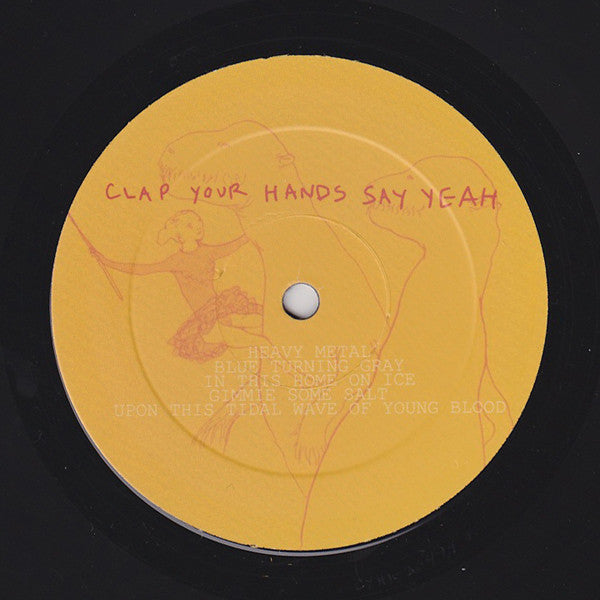 CLAP YOUR HANDS SAY YEAH
HEAVY METAL
BLUE TURNING GRAY
IN THIS HOME ON ICE
GIMMIE SOME SALT
UPON THIS TIDAL WAVE OF YOUNG BLOOD